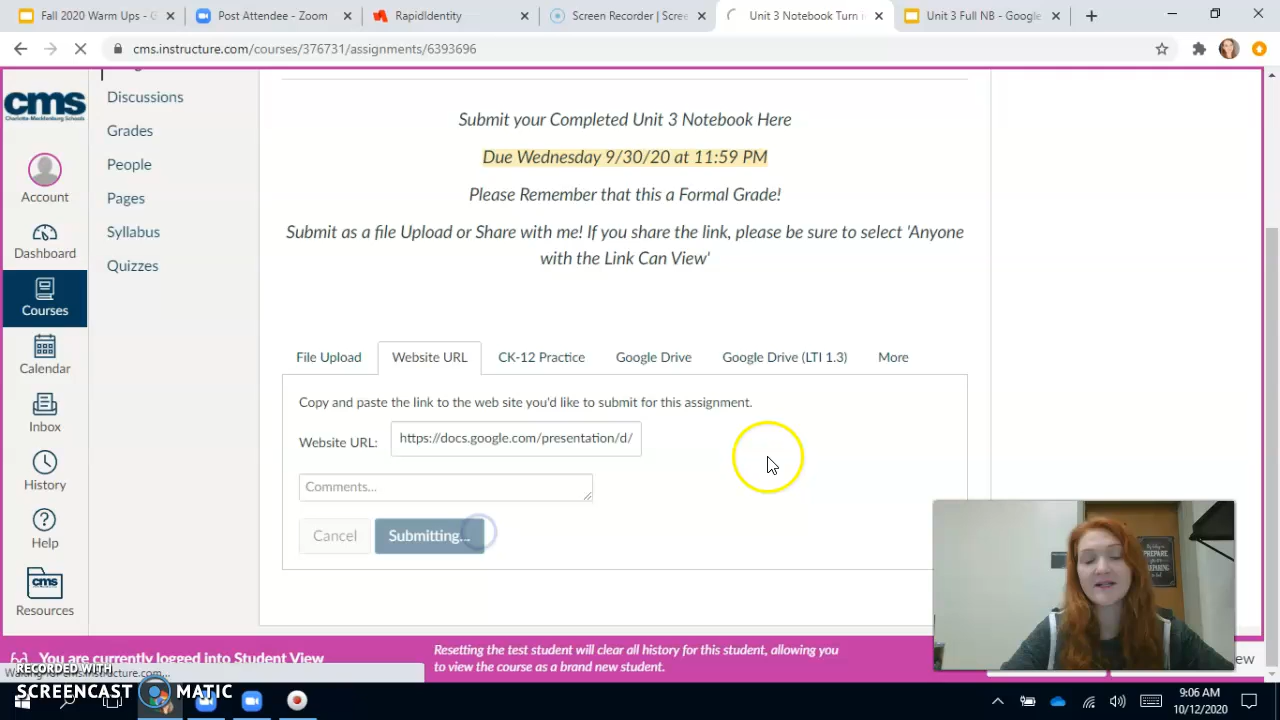 Fall 2020 Warm Ups - G
Post Attendee - Zoom
RapidIdentity
Screen Recorder | Scre
Unit 3 Notebook Turn
Unit 3 Full NB - Google
cms.instructure.com/courses/376731/assignments/6393696
cms
Charlotte-Mecklenburg Schools
Account
Dashboard
Courses
Calendar
Inbox
History
Help
cms
Resources
Discussions
Grades
People
Pages
Syllabus
Quizzes
Submit your Completed Unit 3 Notebook Here
Due Wednesday 9/30/20 at 11:59 PM
Please Remember that this a Formal Grade!
Submit as a file Upload or Share with me! If you share the link, please be sure to select 'Anyone
with the Link Can View'
File Upload
Website URL
CK-12 Practice
Google Drive
Google Drive (LTI 1.3)
More
Copy and paste the link to the web site you'd like to submit for this assignment.
Website URL: https://docs.google.com/presentation/d/
Comments...
Cancel
Submitting...
PREPARE
You are currently logged into Student View
Resetting the test student will clear all history for this student, allowing you
to view the course as a brand new student.
RECORDED WITH
SCREENCAST MATIC
9:06 AM
10/12/2020